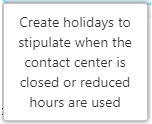 Create holidays to
stipulate when the
contact center is
closed or reduced
hours are used